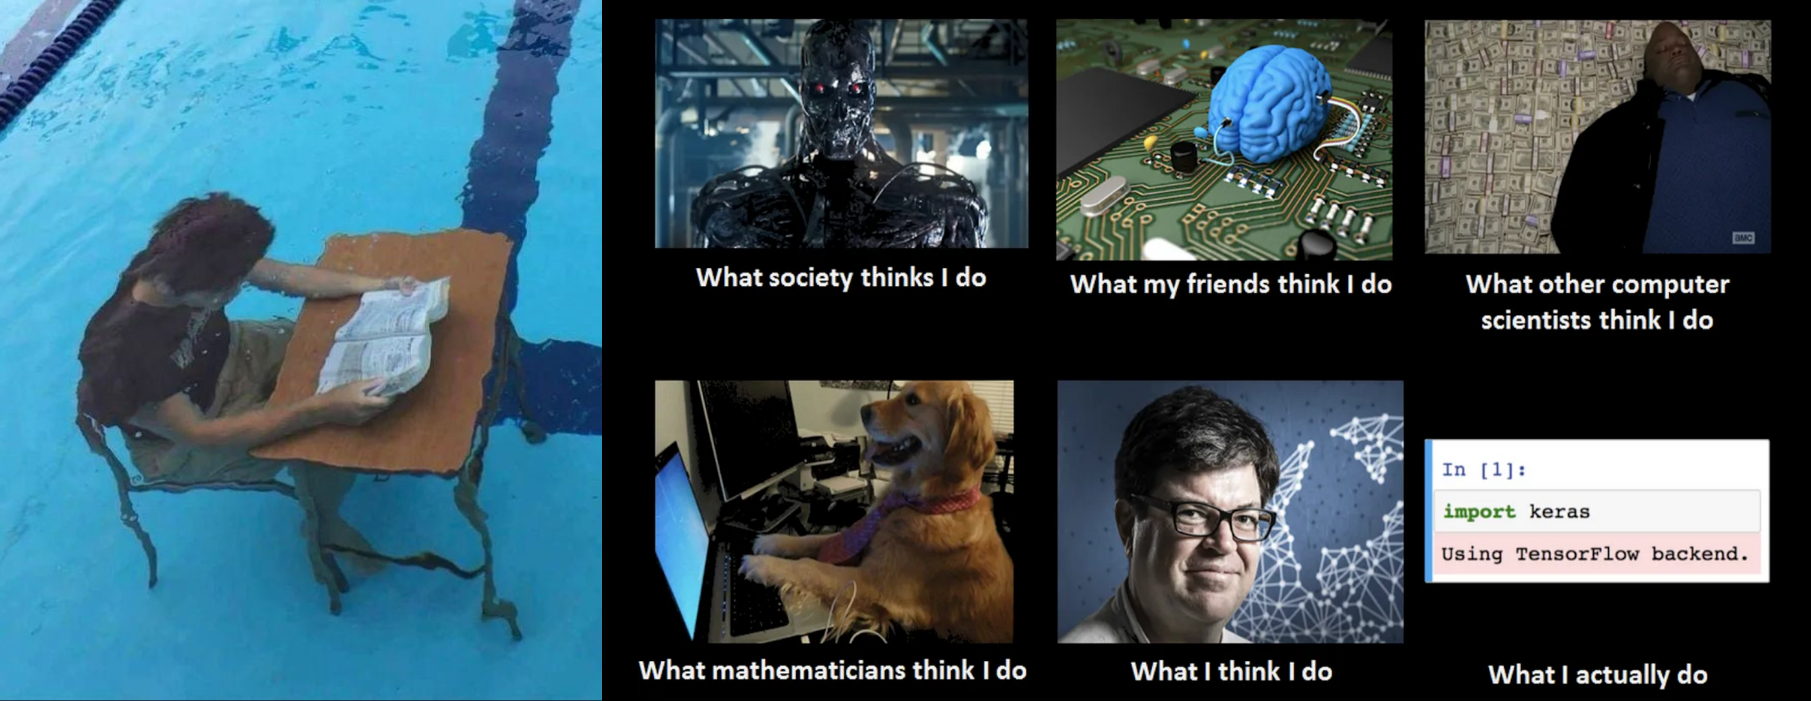 BMC
What society thinks I do
What my friends think I do
What other computer
scientists think I do
In [1]:
import keras
Using TensorFlow backend.
What mathematicians think I do
What I think I do
What I actually do